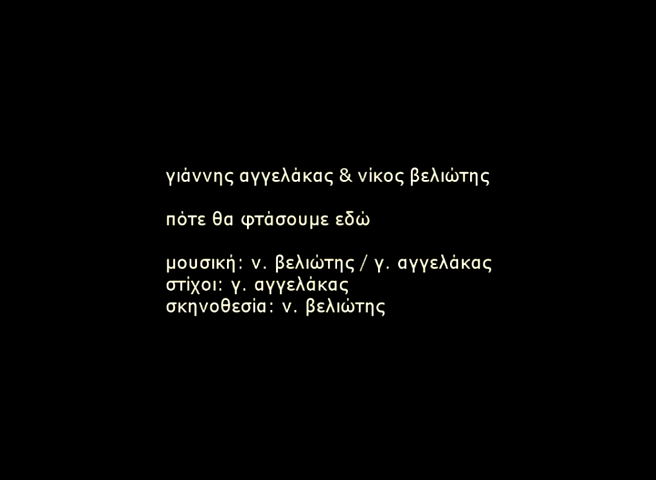 γιάννης αγγελάκας & νίκος βελιώτης
πότε θα φτάσουμε εδώ
μουσική: ν. βελιώτης / γ. αγγελάκας
στίχοι: γ. αγγελάκας
σκηνοθεσία: ν. βελιώτης